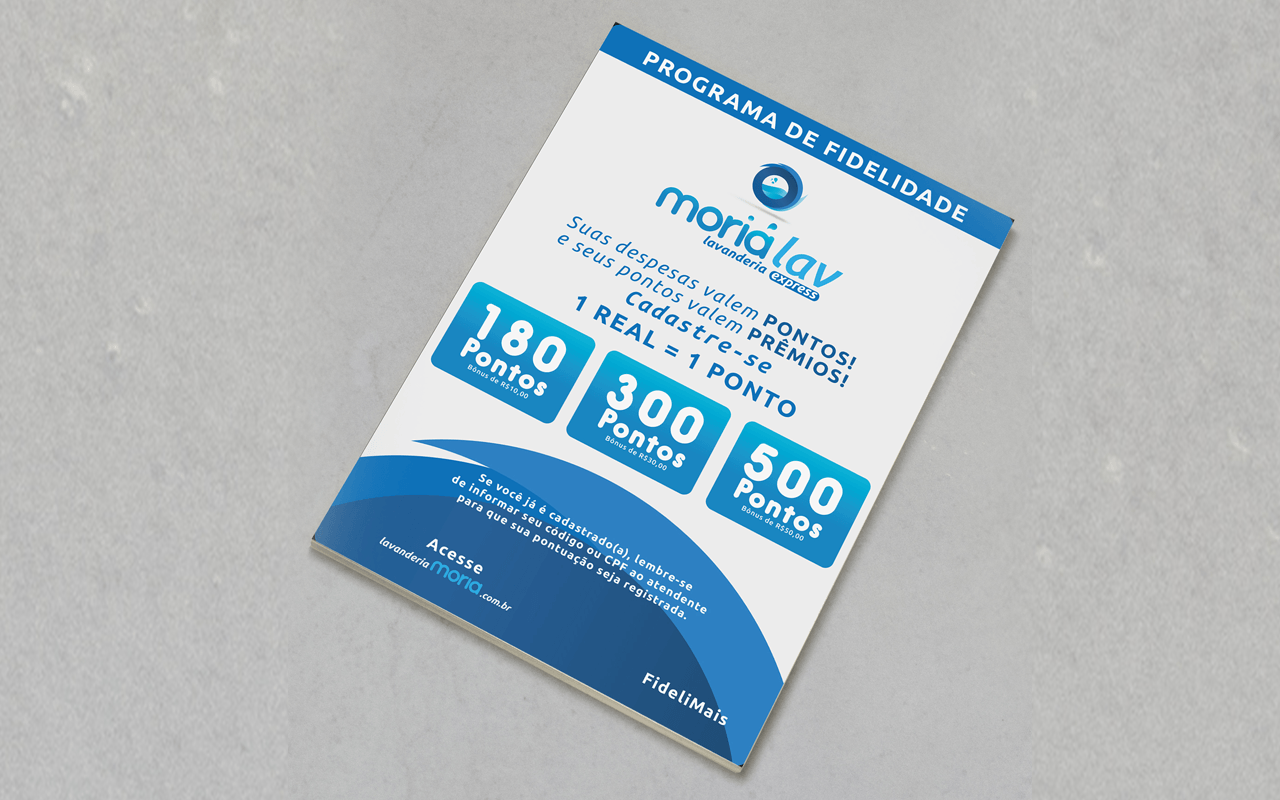 PROGRAMA DE FIDELIDADE
moriá lav
lavanderia express
Suas despesas valem PONTOS!
e seus pontos valem PRÊMIOS!
Cadastre-se
1 REAL = 1 PONTO
180
Pontos
Bônus de R$10,00
300
Pontos
Bônus de R$30,00
500
Pontos
Bônus de R$50,00
Se você já é cadastrado(a), lembre-se
de informar seu código ou CPF ao atendente
para que sua pontuação seja registrada.
Acesse
lavanderia moria .com.br
FideliMais